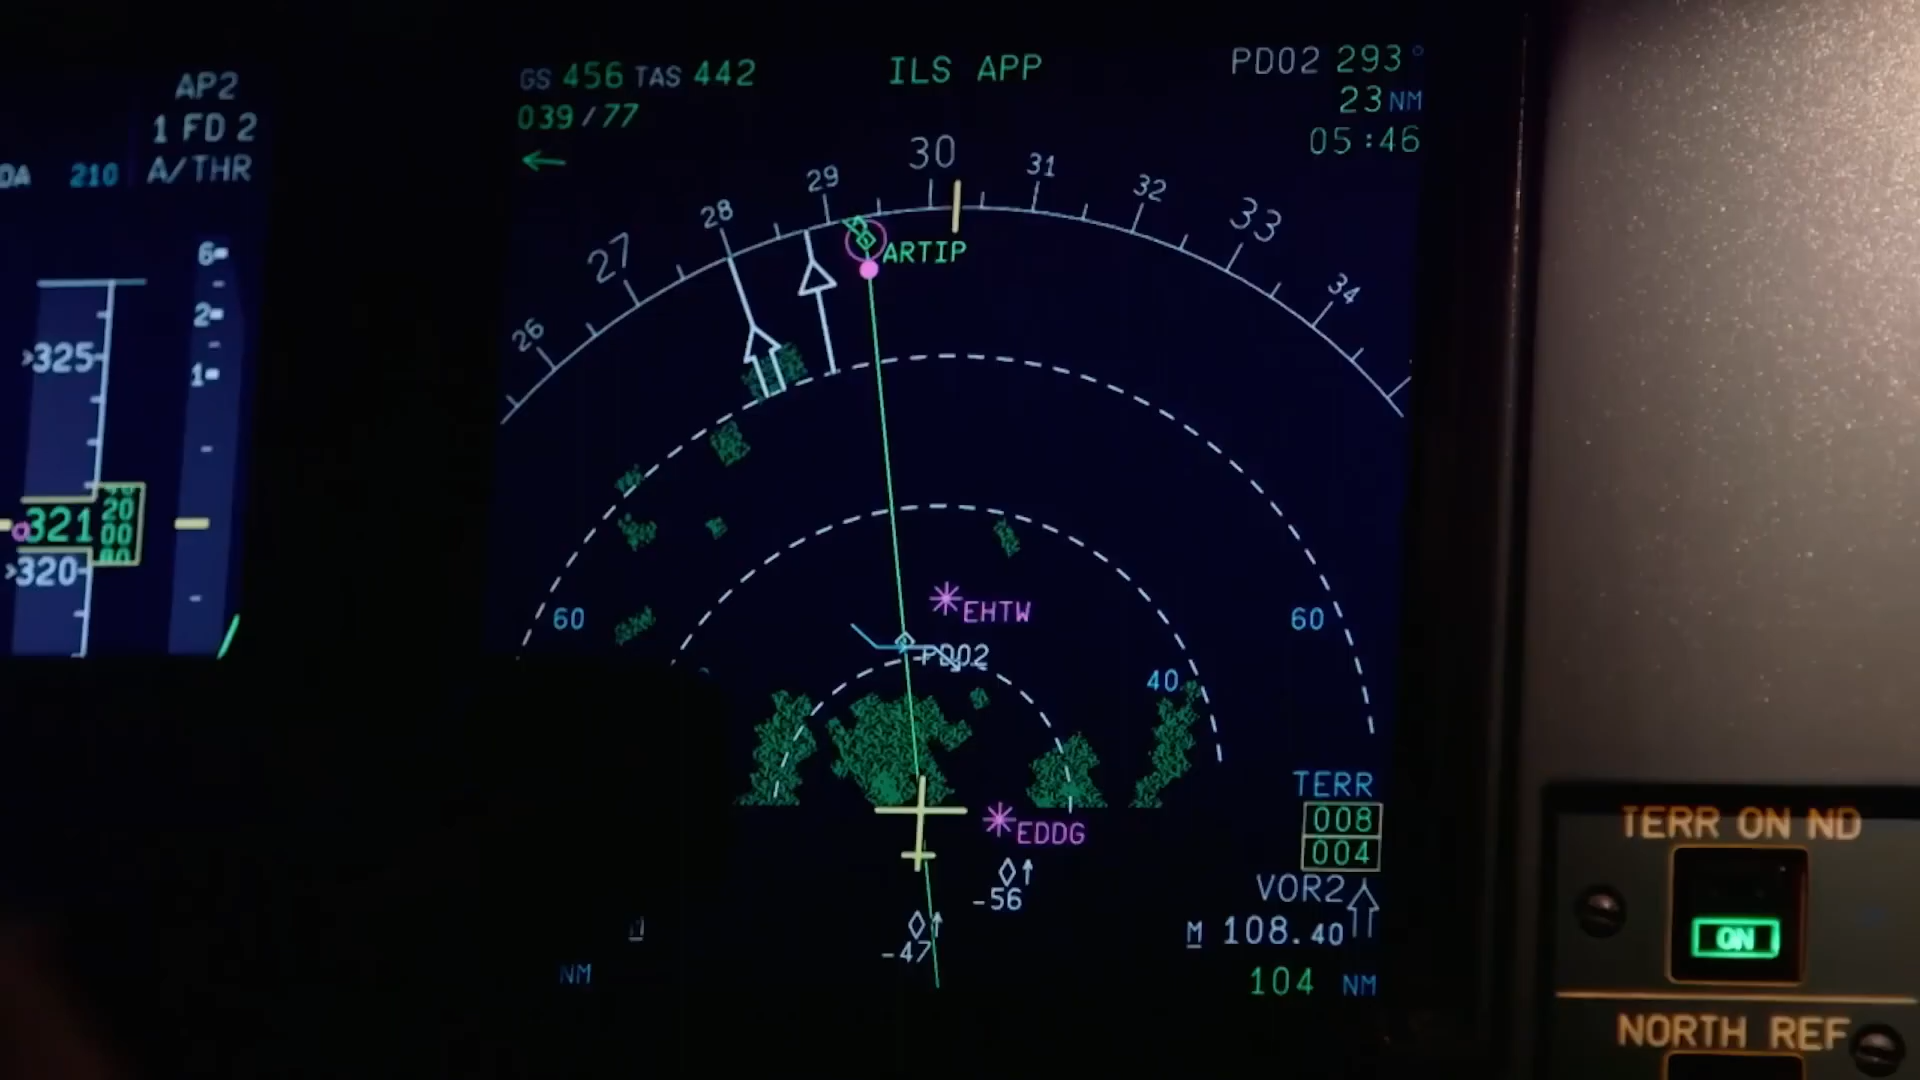 AP2
1 FD 2
DA 210 A/THR
6
2
1
325
321
20
00
80
320
GS 456 TAS 442
039/77
ILS APP
PD02 293°
23 NM
05:46
26
27
28
29
30
31
32
33
34
ARTIP
60
60
EHTW
PD02
40
EDDG
-56
-47
M
NM
TERR
008
004
VOR2
M 108.40
104 NM
TERR ON ND
ON
NORTH REF